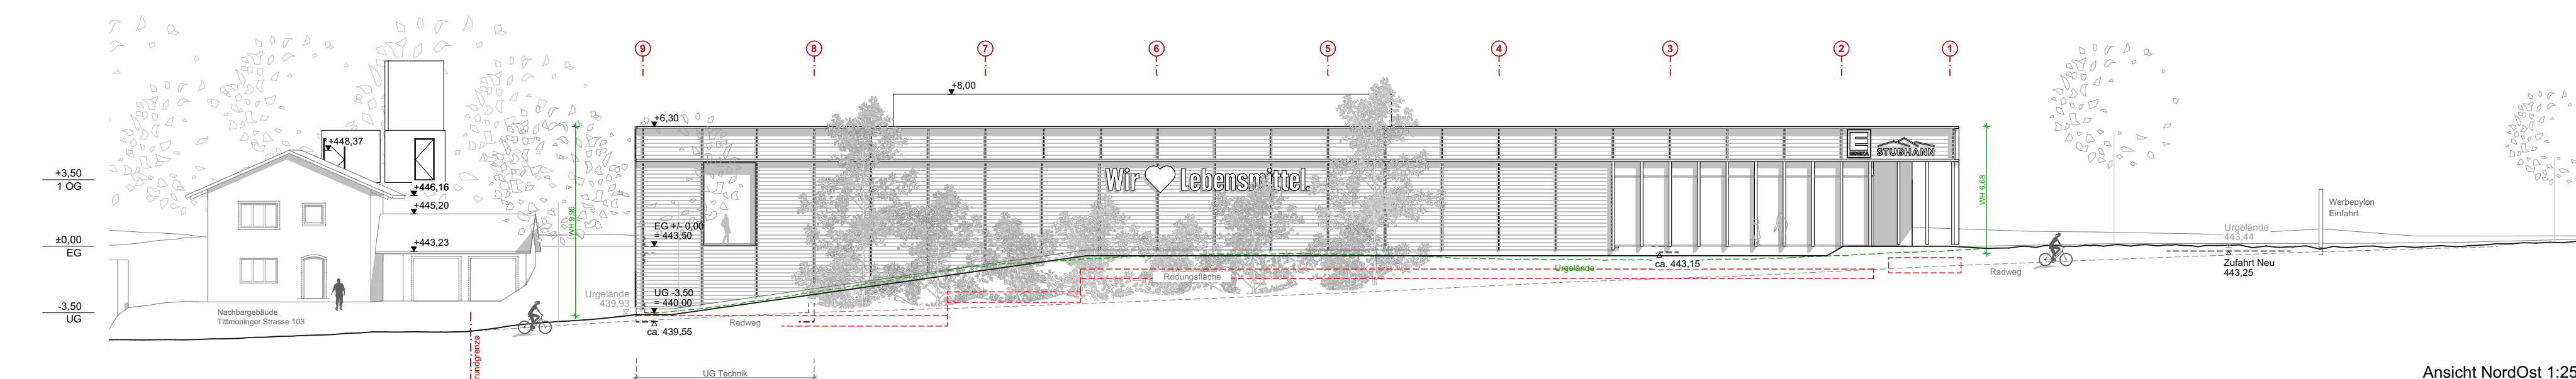 9
8
7
6
5
4
3
2
1
+8,00
+6,30
+448,37
+3,50
1 OG
+446,16
+445,20
WH 9,96
Wir Lebensmittel.
E
EDEKA
STUBHANN
WH 6,68
Werbepylon
Einfahrt
±0,00
EG
+443,23
EG +/- 0,00
= 443,50
Urgelände
443,44
ca. 443,15
Urgelände
Rodungsfläche
Radweg
Zufahrt Neu
443,25
-3,50
UG
Nachbargebäude
Tittmoninger Strasse 103
Urgelände
439,93
UG -3,50
= 440,00
ca. 439,55
Radweg
rundgrenze
UG Technik
Ansicht NordOst 1:25